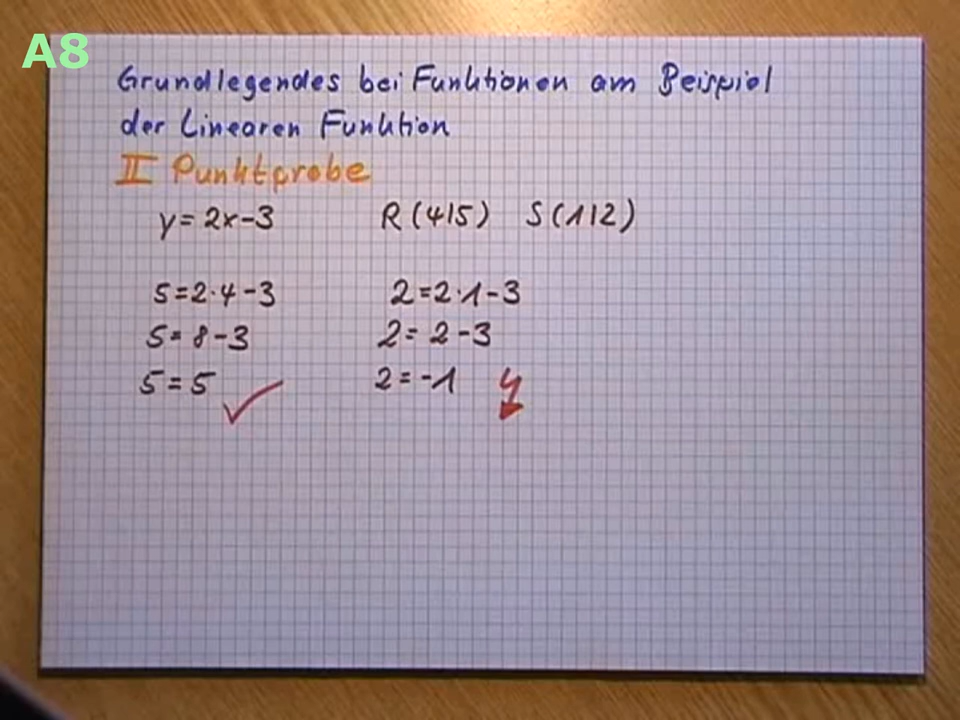 A8
Grundlegendes bei Funktionen am Beispiel
der Linearen Funktion
II Punktprobe
y = 2x - 3 R (4|5) S (1|2)
5 = 2·4 - 3 2 = 2·1 - 3
5 = 8 - 3 2 = 2 - 3
5 = 5 ✓ 2 = -1 ↯